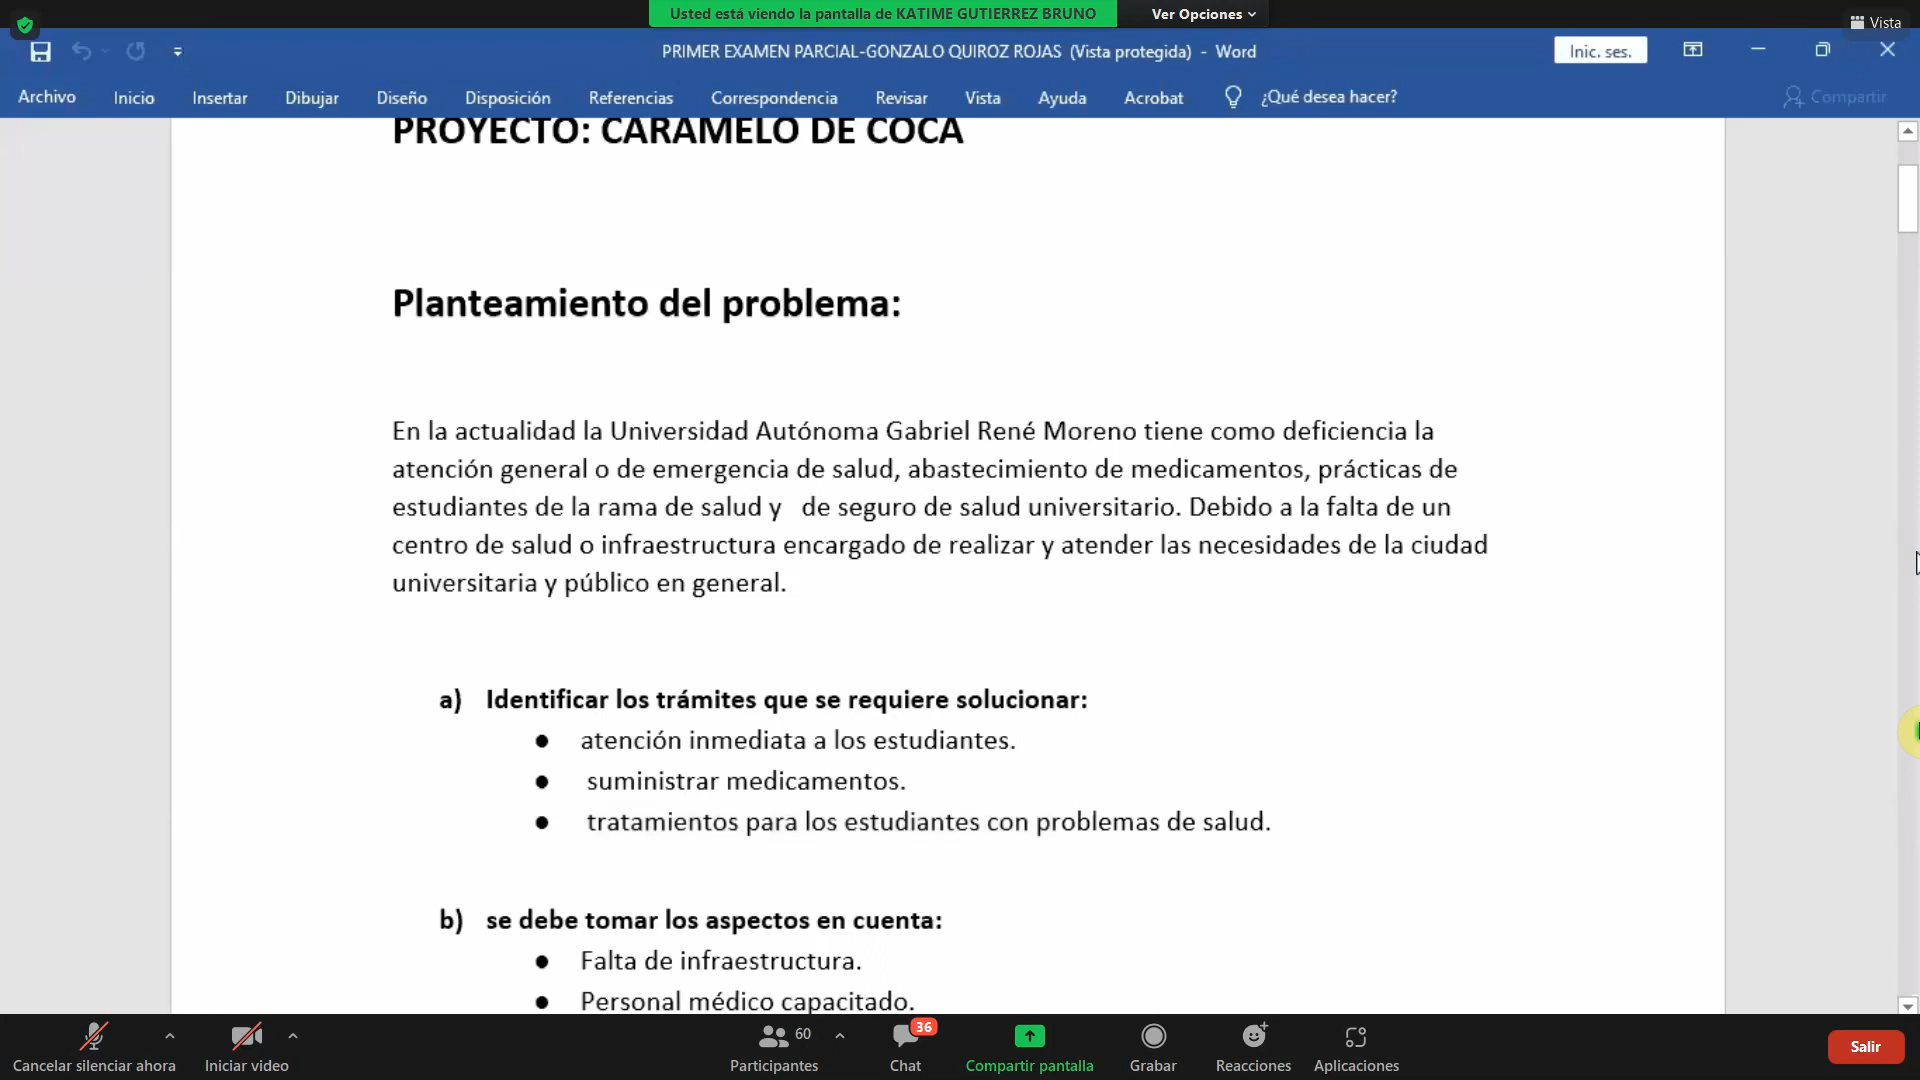 Usted está viendo la pantalla de KATIME GUTIERREZ BRUNO
Ver Opciones
Vista
PRIMER EXAMEN PARCIAL-GONZALO QUIROZ ROJAS (Vista protegida) - Word
Inic. ses.
Archivo Inicio Insertar Dibujar Diseño Disposición Referencias Correspondencia Revisar Vista Ayuda Acrobat ¿Qué desea hacer? Compartir
PROYECTO: CARAMELO DE COCA
Planteamiento del problema:
En la actualidad la Universidad Autónoma Gabriel René Moreno tiene como deficiencia la
atención general o de emergencia de salud, abastecimiento de medicamentos, prácticas de
estudiantes de la rama de salud y de seguro de salud universitario. Debido a la falta de un
centro de salud o infraestructura encargado de realizar y atender las necesidades de la ciudad
universitaria y público en general.
a) Identificar los trámites que se requiere solucionar:
● atención inmediata a los estudiantes.
● suministrar medicamentos.
● tratamientos para los estudiantes con problemas de salud.
b) se debe tomar los aspectos en cuenta:
● Falta de infraestructura.
● Personal médico capacitado.
60
36
Cancelar silenciar ahora Iniciar video Participantes Chat Compartir pantalla Grabar Reacciones Aplicaciones
Salir